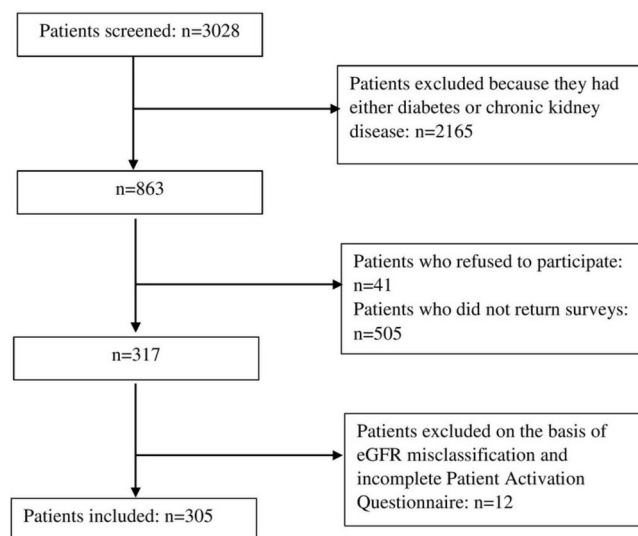 Patients screened: n=3028
Patients excluded because they had
either diabetes or chronic kidney
disease: n=2165
n=863
Patients who refused to participate:
n=41
Patients who did not return surveys:
n=505
n=317
Patients excluded on the basis of
eGFR misclassification and
incomplete Patient Activation
Questionnaire: n=12
Patients included: n=305